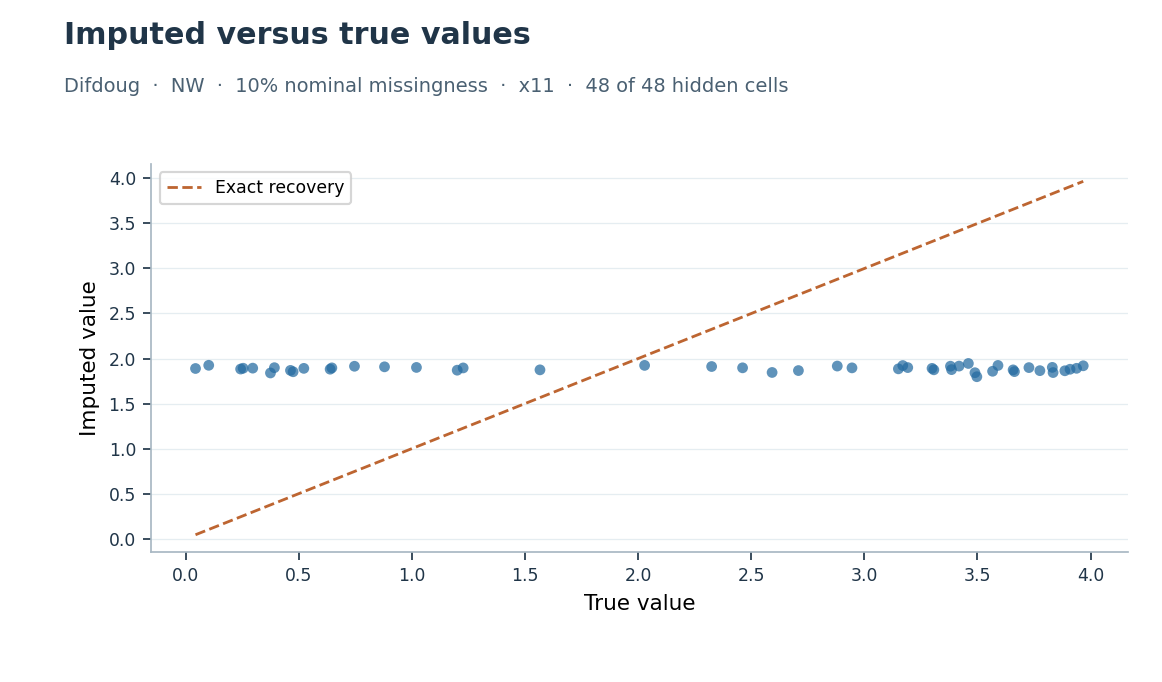 Imputed versus true values
Difdoug · NW · 10% nominal missingness · x11 · 48 of 48 hidden cells
Exact recovery
4.0
3.5
3.0
2.5
2.0
1.5
1.0
0.5
0.0
Imputed value
0.0 0.5 1.0 1.5 2.0 2.5 3.0 3.5 4.0
True value